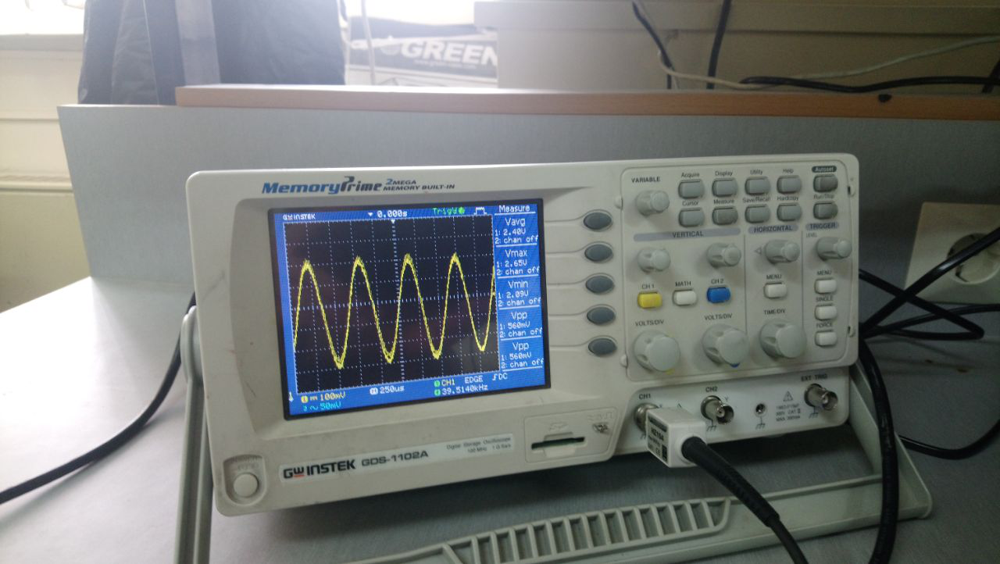 GREEN
MemoryPrime 2MEGA MEMORY BUILT-IN
GWINSTEK
0.000s
Trig'd
Measure
Vavg
1: 2.40V
2: chan off
Vmax
1: 2.65V
2: chan off
Vmin
1: 2.09V
2: chan off
Vpp
1: 560mV
2: chan off
Vpp
1: 560mV
2: chan off
100mV
250us
CH1 EDGE DC
2 50mV
39.5140kHz
GWINSTEK GDS-1102A
Digital Storage Oscilloscope
100 MHz 1 G Sa/s
VARIABLE
Acquire Display Utility Help Autoset
Cursor Measure Save/Recall Hardcopy Run/Stop
VERTICAL HORIZONTAL TRIGGER
LEVEL
CH 1 MATH CH 2 MENU MENU
SINGLE
FORCE
VOLTS/DIV VOLTS/DIV TIME/DIV
CH1 CH2 EXT TRIG
X Y